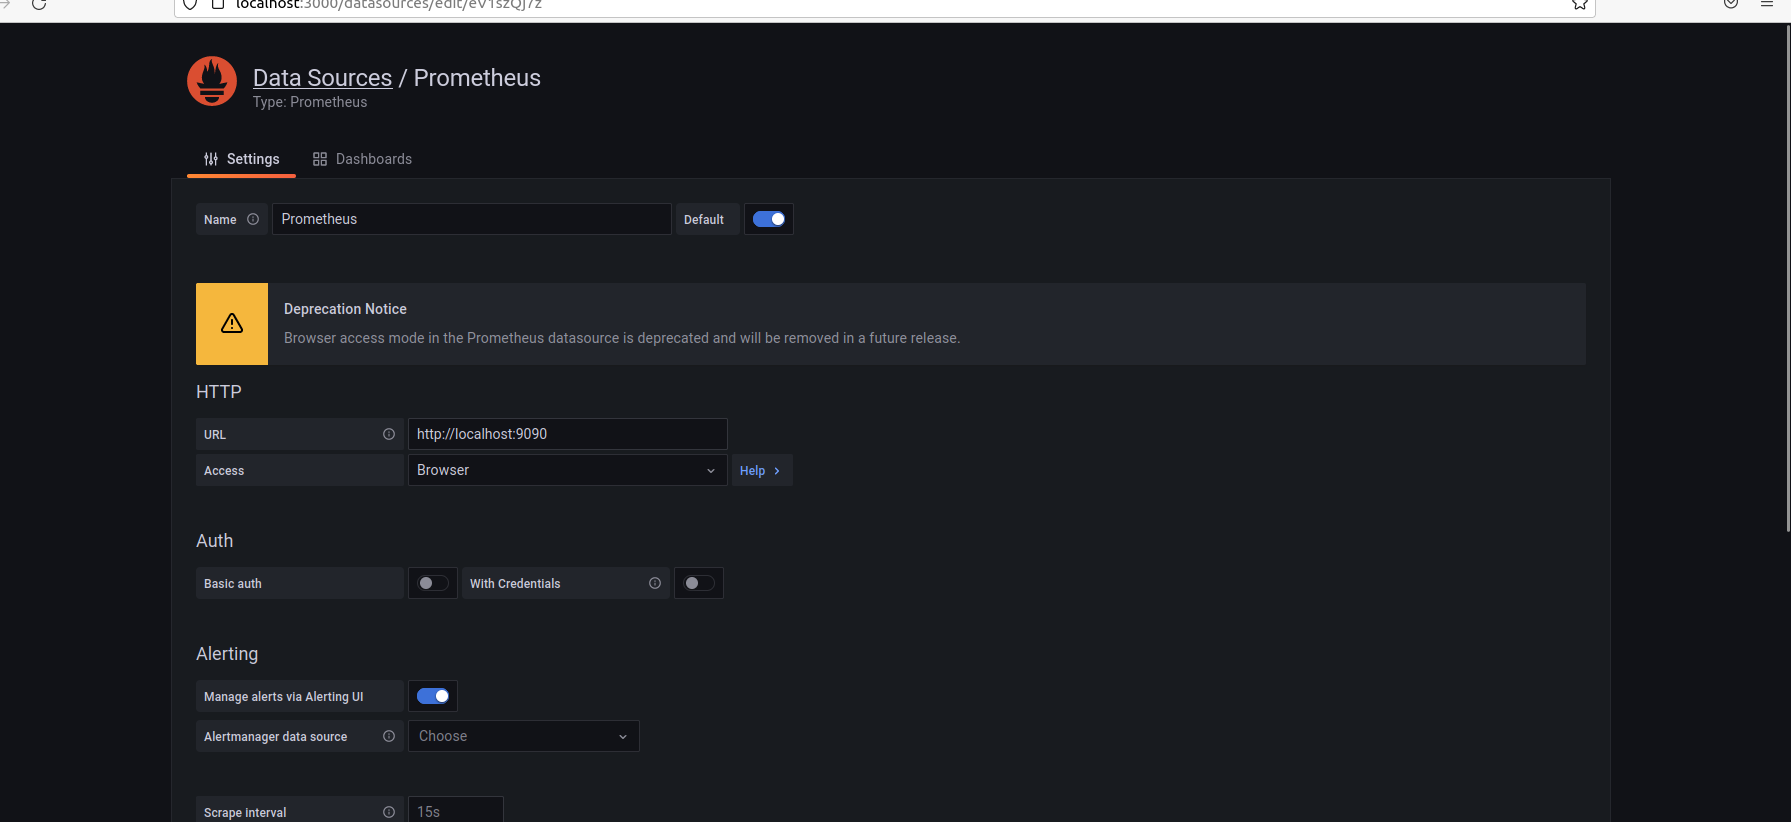 localhost:3000/datasources/edit/eV1szQj7z
Data Sources / Prometheus
Type: Prometheus
Settings Dashboards
Name Prometheus Default
Deprecation Notice
Browser access mode in the Prometheus datasource is deprecated and will be removed in a future release.
HTTP
URL http://localhost:9090
Access Browser Help
Auth
Basic auth With Credentials
Alerting
Manage alerts via Alerting UI
Alertmanager data source Choose
Scrape interval 15s